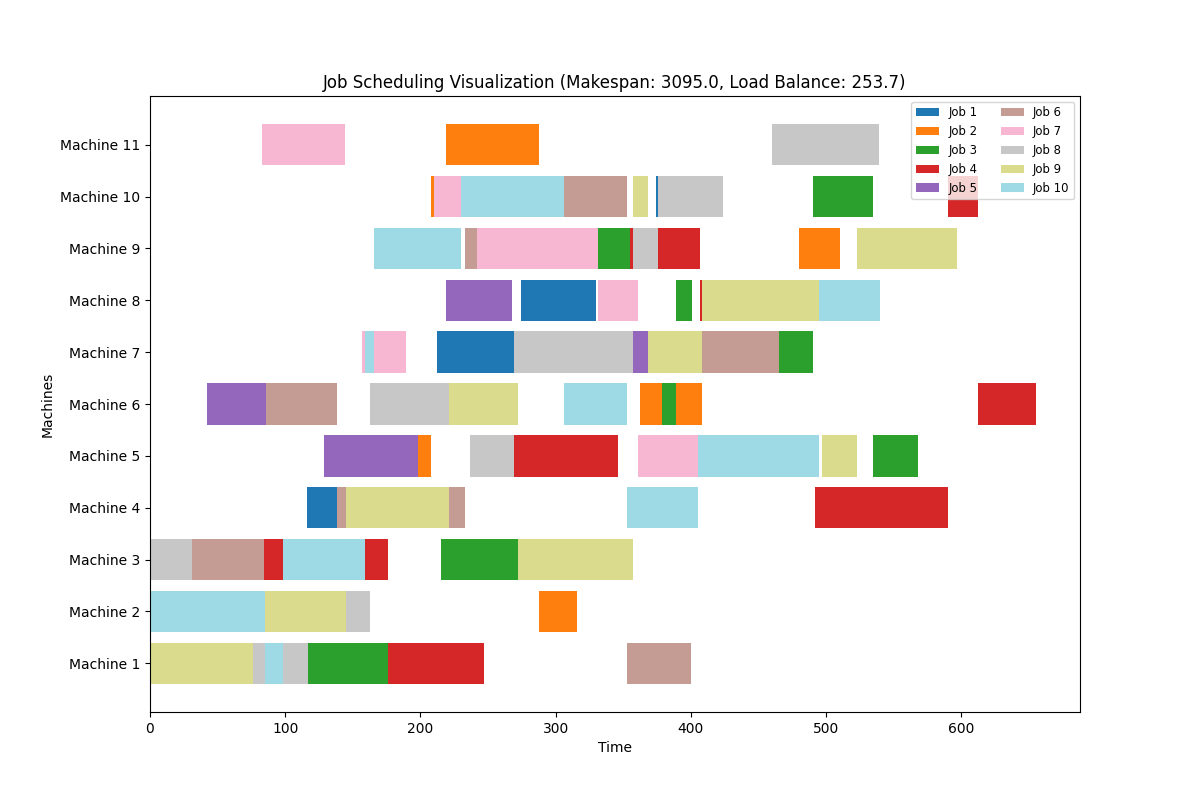 Job Scheduling Visualization (Makespan: 3095.0, Load Balance: 253.7)
Job 1
Job 2
Job 3
Job 4
Job 5
Job 6
Job 7
Job 8
Job 9
Job 10
Machine 11
Machine 10
Machine 9
Machine 8
Machine 7
Machine 6
Machine 5
Machine 4
Machine 3
Machine 2
Machine 1
Machines
0 100 200 300 400 500 600
Time